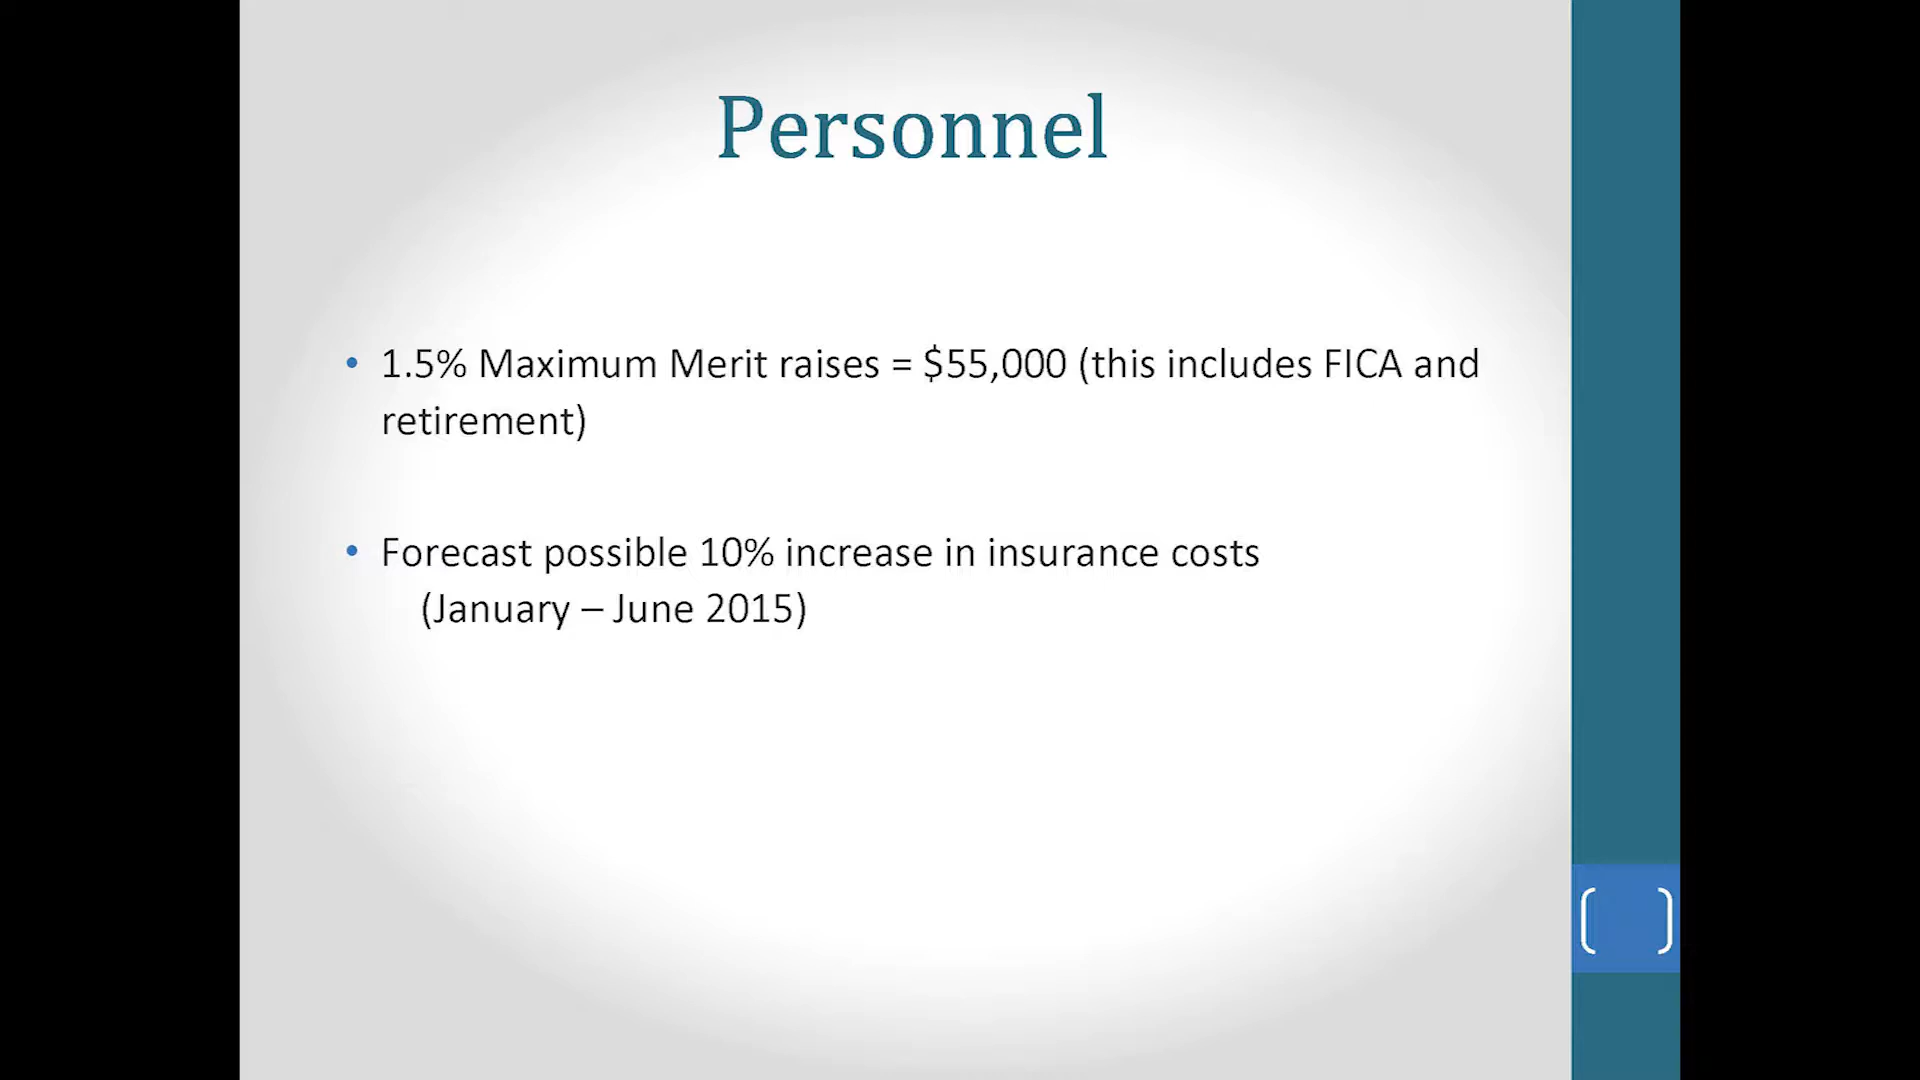 Personnel
• 1.5% Maximum Merit raises = $55,000 (this includes FICA and
retirement)
• Forecast possible 10% increase in insurance costs
(January – June 2015)